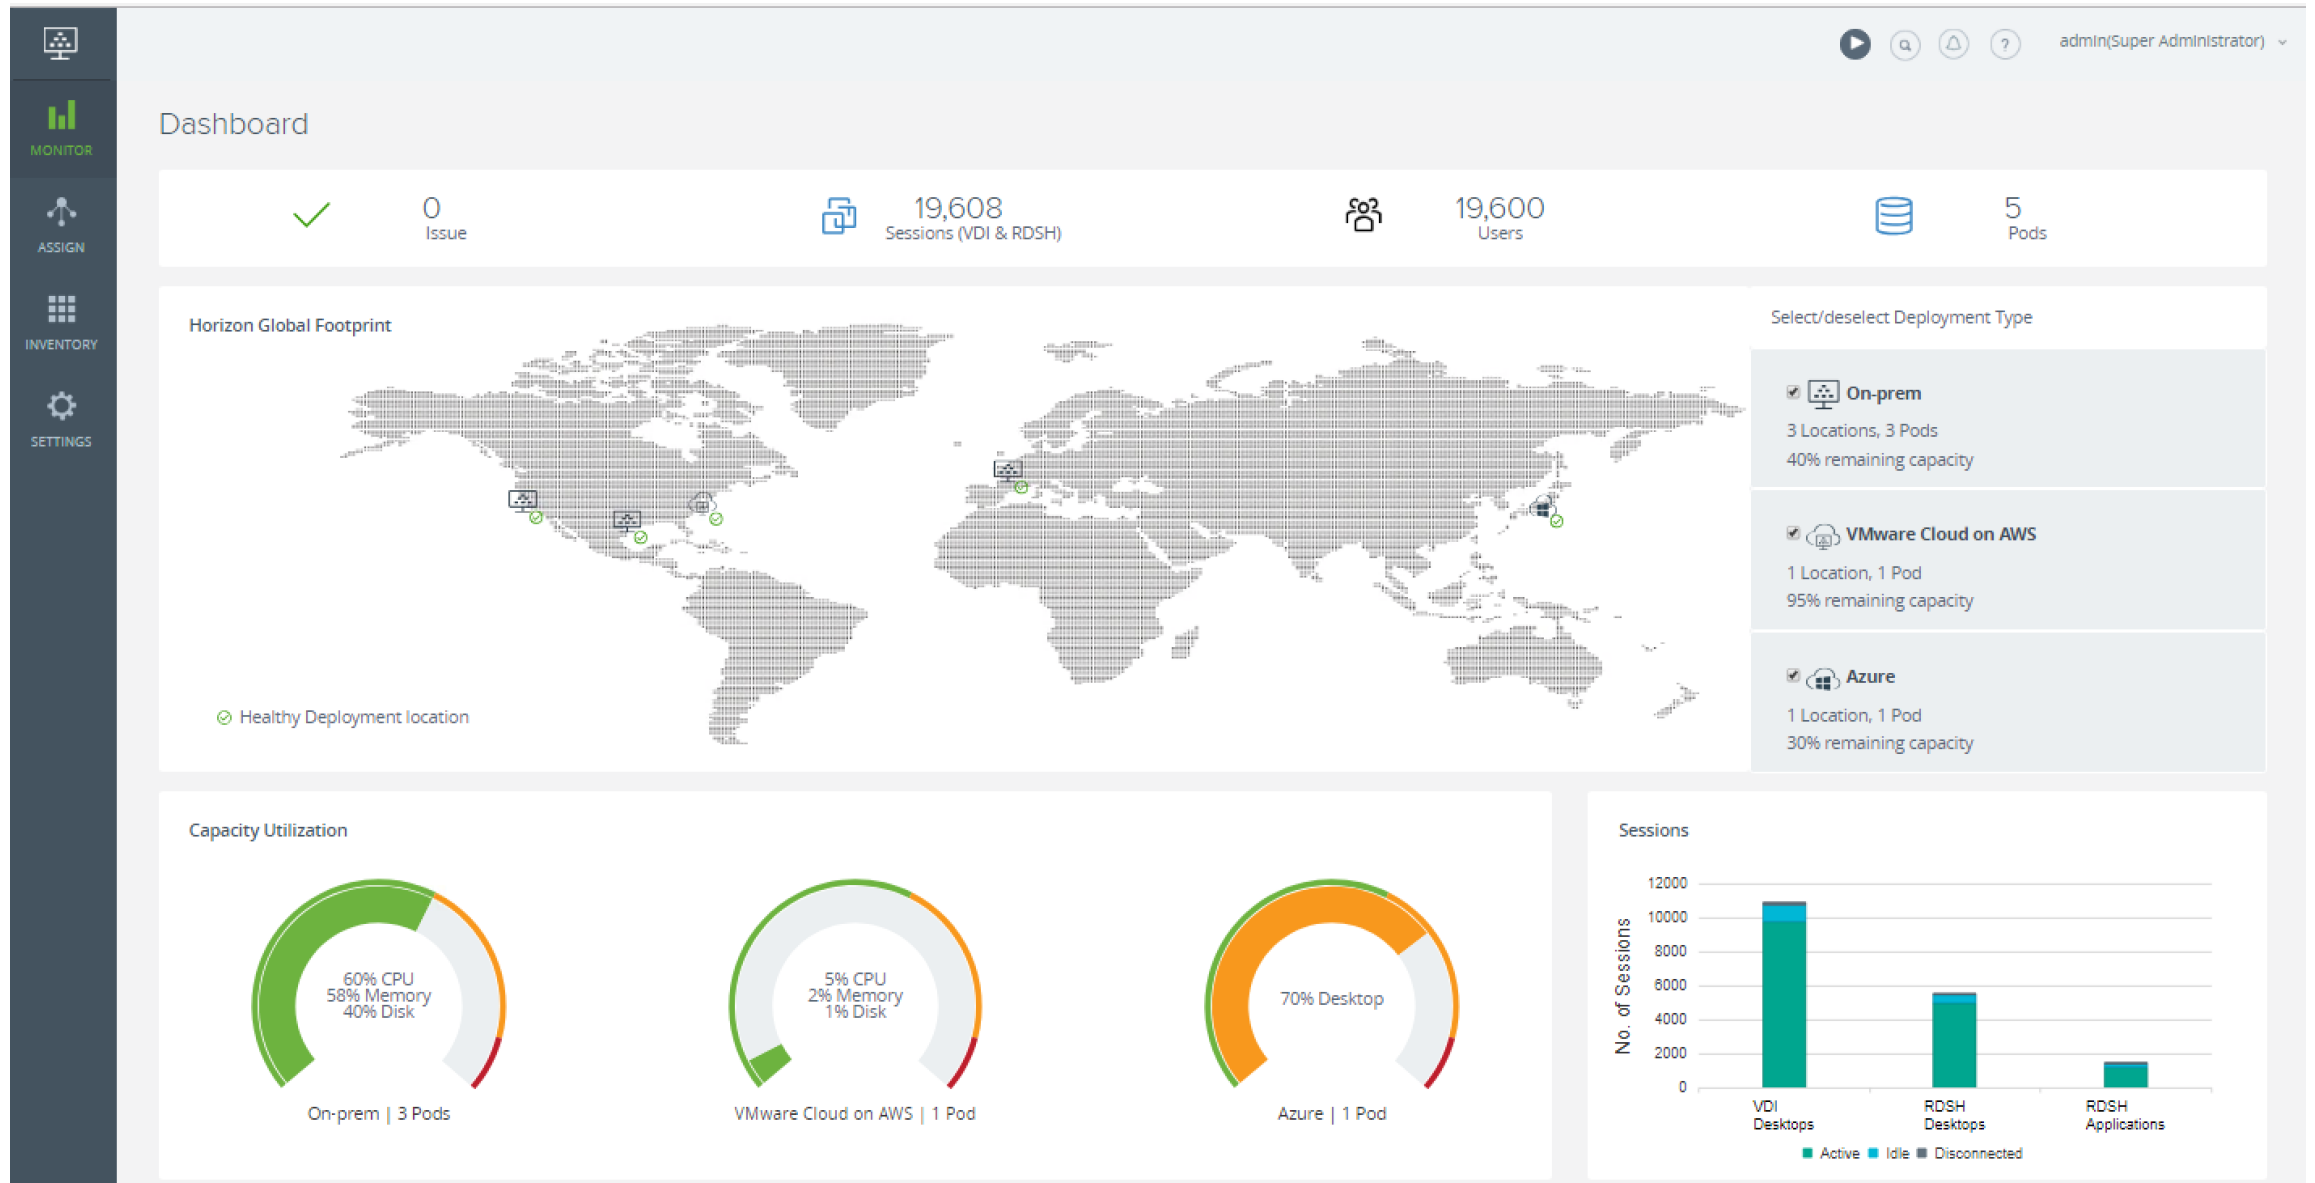 admin(Super Administrator)
MONITOR
ASSIGN
INVENTORY
SETTINGS
Dashboard
0
Issue
19,608
Sessions (VDI & RDSH)
19,600
Users
5
Pods
Horizon Global Footprint
Healthy Deployment location
Select/deselect Deployment Type
On-prem
3 Locations, 3 Pods
40% remaining capacity
VMware Cloud on AWS
1 Location, 1 Pod
95% remaining capacity
Azure
1 Location, 1 Pod
30% remaining capacity
Capacity Utilization
60% CPU
58% Memory
40% Disk
On-prem | 3 Pods
5% CPU
2% Memory
1% Disk
VMware Cloud on AWS | 1 Pod
70% Desktop
Azure | 1 Pod
Sessions
No. of Sessions
12000
10000
8000
6000
4000
2000
0
VDI
Desktops
RDSH
Desktops
RDSH
Applications
Active Idle Disconnected